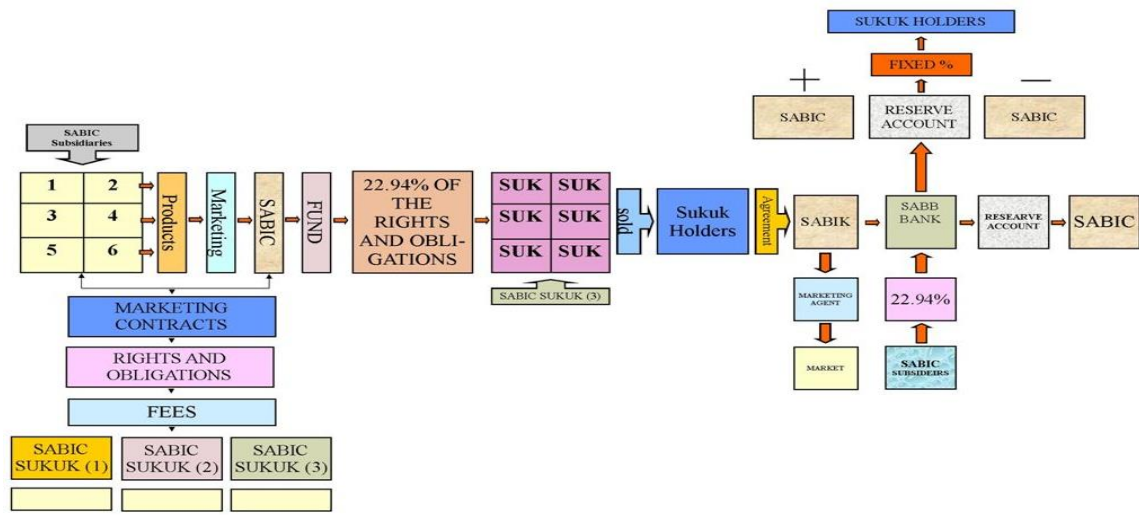 SUKUK HOLDERS
FIXED %
+
—
SABIC
RESERVE
ACCOUNT
SABIC
SABIC
Subsidiaries
1 2
3 4
5 6
Products
Marketing
SABIC
FUND
22.94% OF
THE
RIGHTS
AND OBLI-
GATIONS
SUK SUK
SUK SUK
SUK SUK
SABIC SUKUK (3)
sold
Sukuk
Holders
Agreement
SABIK
SABB
BANK
RESEARVE
ACCOUNT
SABIC
MARKETING
AGENT
22.94%
MARKET
SABIC
SUBSIDEIRS
MARKETING
CONTRACTS
RIGHTS AND
OBLIGATIONS
FEES
SABIC
SUKUK (1)
SABIC
SUKUK (2)
SABIC
SUKUK (3)